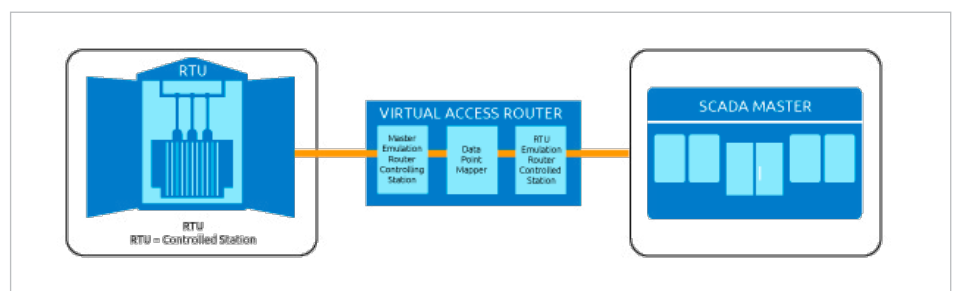 RTU
RTU
RTU = Controlled Station
VIRTUAL ACCESS ROUTER
Master
Emulation
Router
Controlling
Station
Data
Point
Mapper
RTU
Emulation
Router
Controlled
Station
SCADA MASTER